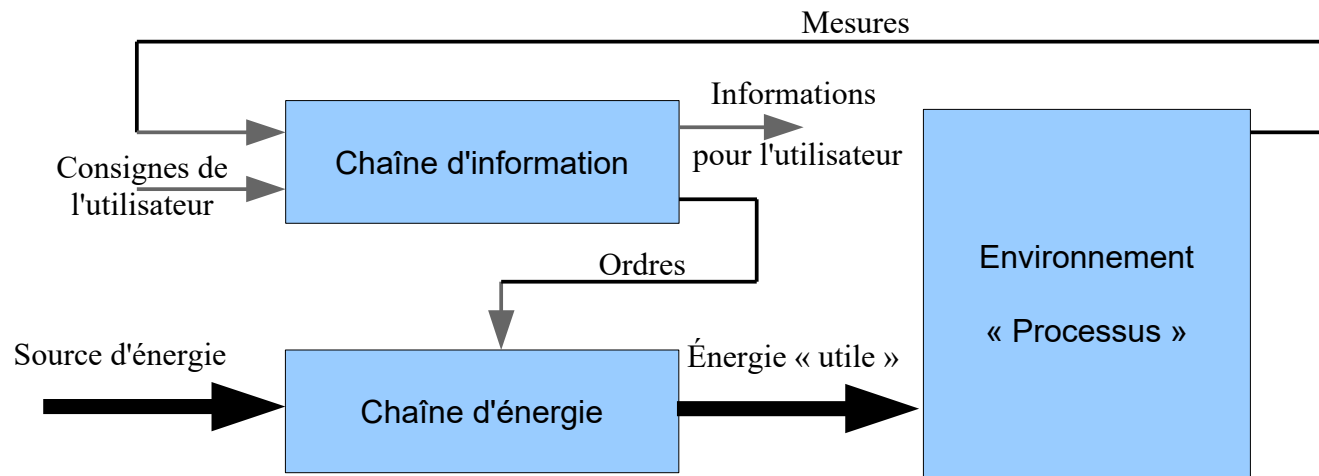 Mesures
Informations
pour l'utilisateur
Chaîne d'information
Consignes de
l'utilisateur
Ordres
Environnement
« Processus »
Source d'énergie
Énergie « utile »
Chaîne d'énergie